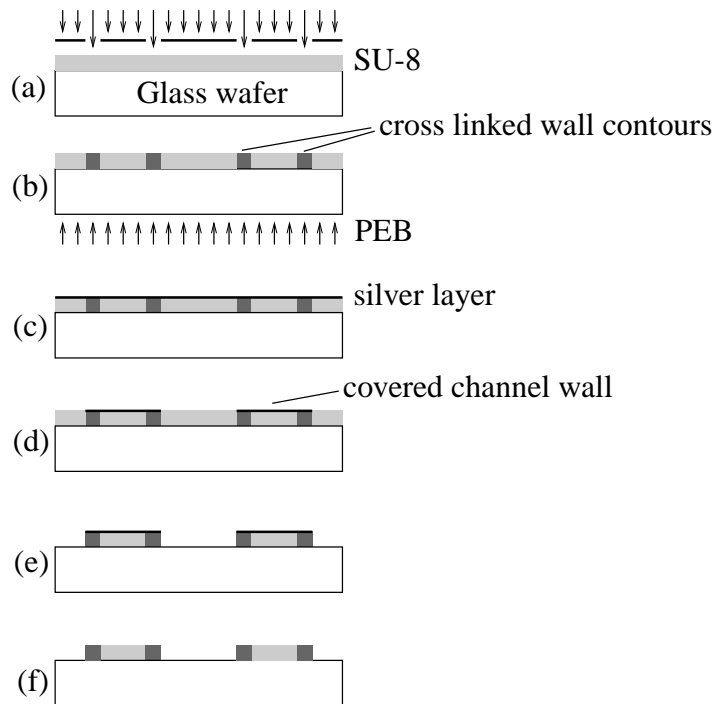 SU-8
(a)
Glass wafer
cross linked wall contours
(b)
PEB
silver layer
(c)
covered channel wall
(d)
(e)
(f)